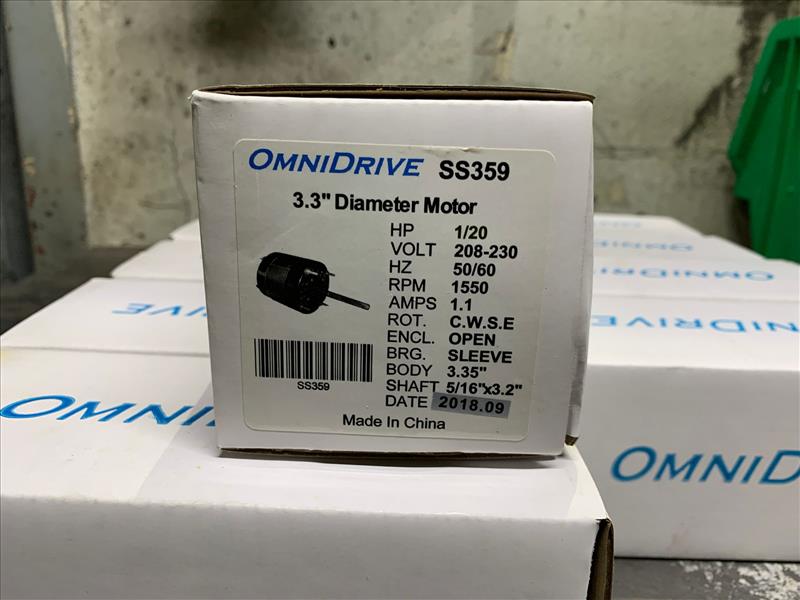 OMNIDRIVE SS359
3.3" Diameter Motor
HP 1/20
VOLT 208-230
HZ 50/60
RPM 1550
AMPS 1.1
ROT. C.W.S.E
ENCL. OPEN
BRG. SLEEVE
BODY 3.35"
SHAFT 5/16"x3.2"
DATE 2018.09
SS359
Made In China
OMNIDRIVE
OMNIDRIVE
OMNID
OMNID